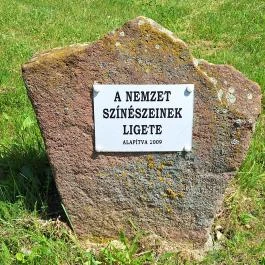 A NEMZET
SZÍNÉSZEINEK
LIGETE
ALAPÍTVA 2009